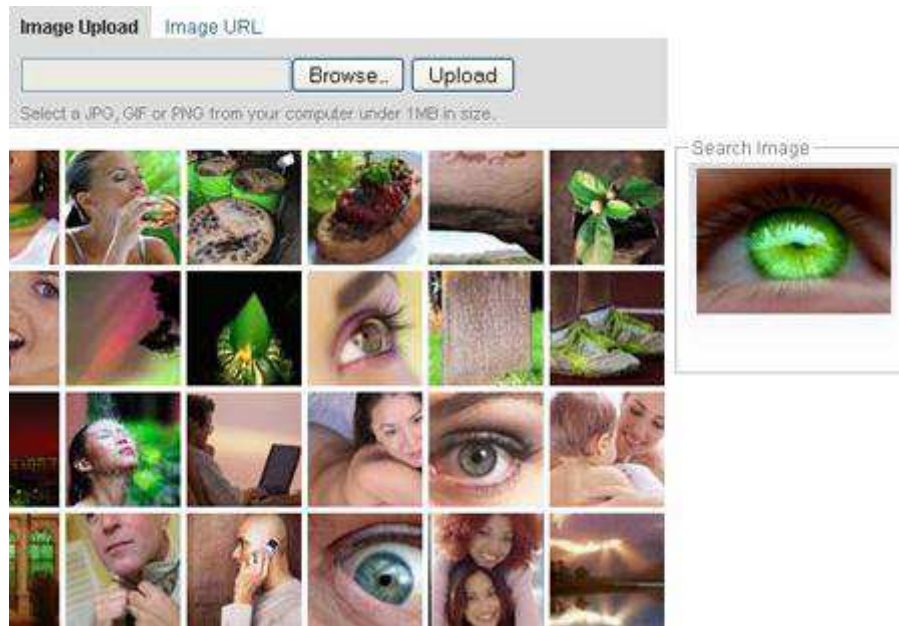 Image Upload
Image URL
Browse..
Upload
Select a JPG, GIF or PNG from your computer under 1MB in size.
Search Image